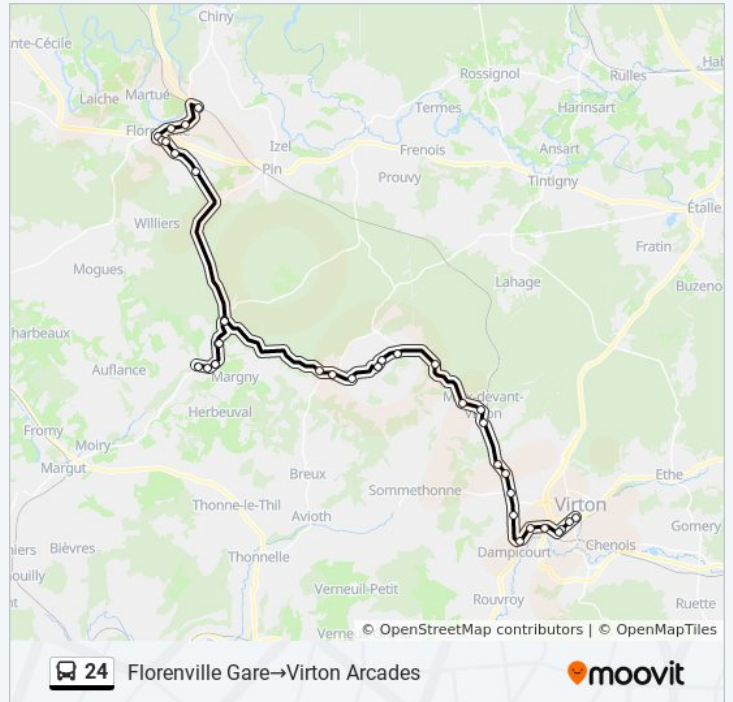 Chiny
nte-Cécile
Rossignol
Rulles
Hab
Laiche
Martué
Termes
Harinsart
Izel
Frenois
Ansart
Pin
Prouvy
Tintigny
Étalle
Williers
Fratin
Mogues
Lahage
Buzeno
harbeaux
Auflance
Margny
Herbeuval
Fromy
Moiry
Margut
Breux
Sommethonne
Ethe
Thonne-le-Thil
Avioth
Virton
Gomery
iers
Bièvres
Chenois
Thonnelle
Dampicourt
ouilly
nt
Verneuil-Petit
Rouvroy
Ruette
© OpenStreetMap contributors | © OpenMapTiles
24 Florenville Gare→Virton Arcades
moovit